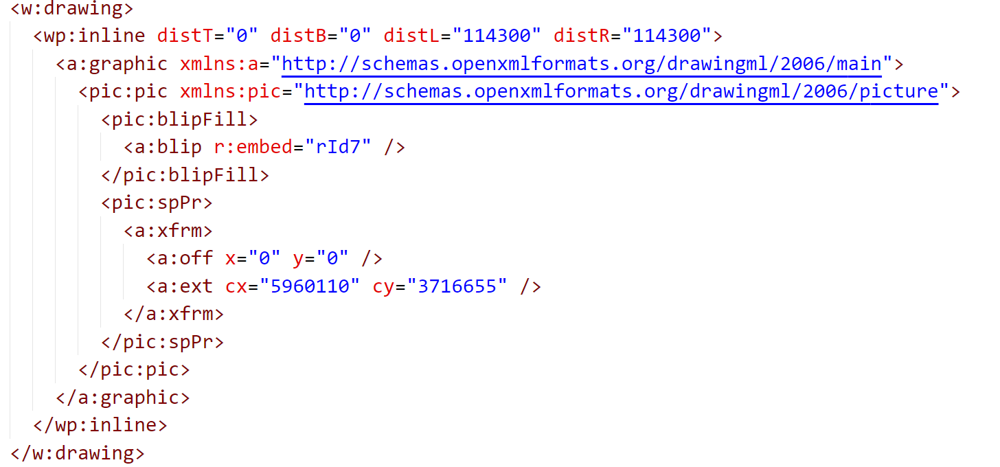 <w:drawing>
<wp:inline distT="0" distB="0" distL="114300" distR="114300">
<a:graphic xmlns:a="http://schemas.openxmlformats.org/drawingml/2006/main">
<pic:pic xmlns:pic="http://schemas.openxmlformats.org/drawingml/2006/picture">
<pic:blipFill>
<a:blip r:embed="rId7" />
</pic:blipFill>
<pic:spPr>
<a:xfrm>
<a:off x="0" y="0" />
<a:ext cx="5960110" cy="3716655" />
</a:xfrm>
</pic:spPr>
</pic:pic>
</a:graphic>
</wp:inline>
</w:drawing>